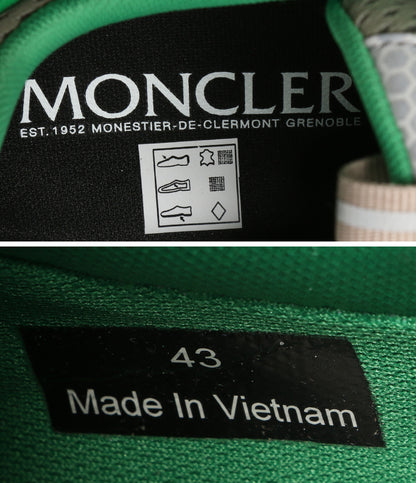 MONCLER
EST. 1952 MONESTIER-DE-CLERMONT GRENOBLE
43
Made In Vietnam